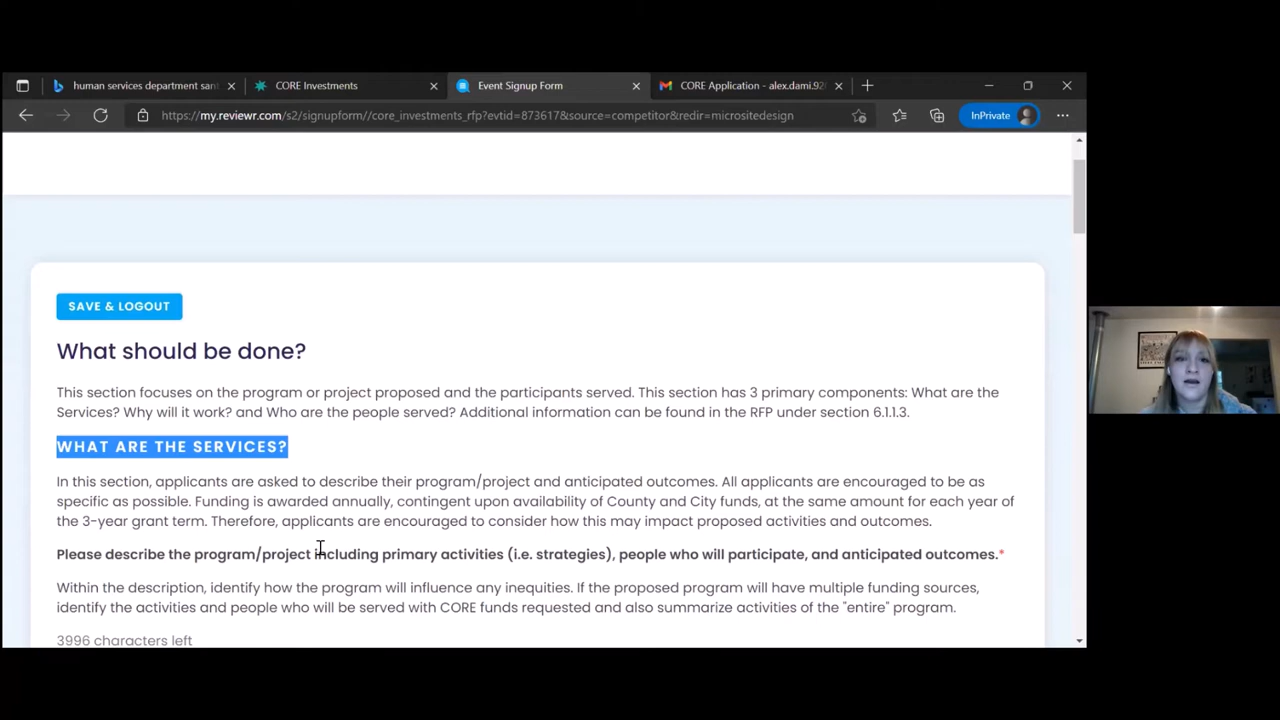 human services department sant
CORE Investments
Event Signup Form
CORE Application - alex.dami.92
https://my.reviewr.com/s2/signupform//core_investments_rfp?evtid=873617&source=competitor&redir=micrositedesign
InPrivate
SAVE & LOGOUT
What should be done?
This section focuses on the program or project proposed and the participants served. This section has 3 primary components: What are the
Services? Why will it work? and Who are the people served? Additional information can be found in the RFP under section 6.1.1.3.
WHAT ARE THE SERVICES?
In this section, applicants are asked to describe their program/project and anticipated outcomes. All applicants are encouraged to be as
specific as possible. Funding is awarded annually, contingent upon availability of County and City funds, at the same amount for each year of
the 3-year grant term. Therefore, applicants are encouraged to consider how this may impact proposed activities and outcomes.
Please describe the program/project including primary activities (i.e. strategies), people who will participate, and anticipated outcomes.*
Within the description, identify how the program will influence any inequities. If the proposed program will have multiple funding sources,
identify the activities and people who will be served with CORE funds requested and also summarize activities of the "entire" program.
3996 characters left